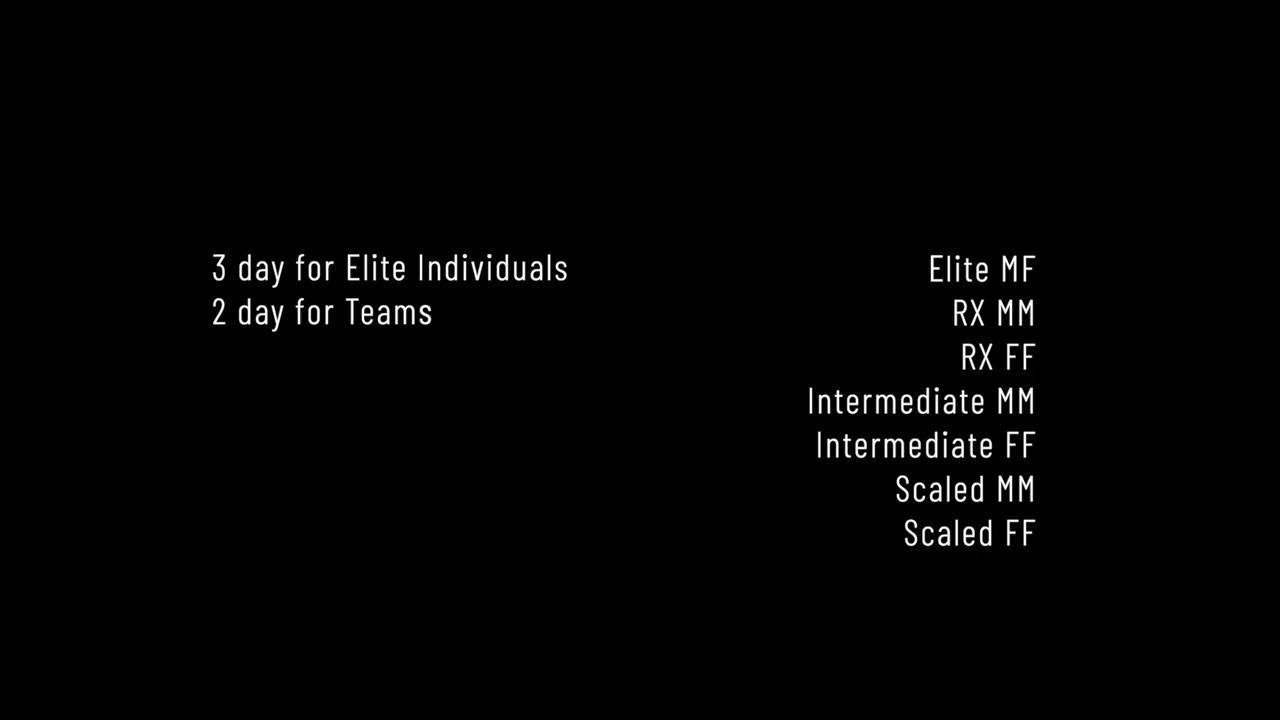 3 day for Elite Individuals
2 day for Teams
Elite MF
RX MM
RX FF
Intermediate MM
Intermediate FF
Scaled MM
Scaled FF